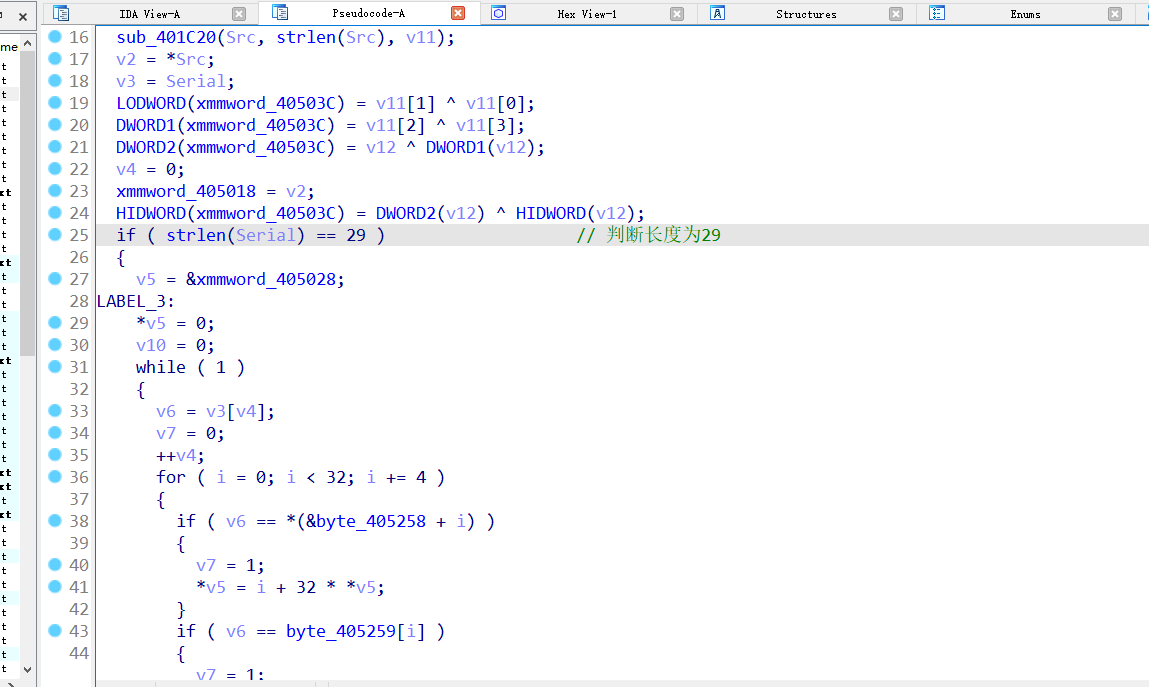 IDA View-A
Pseudocode-A
Hex View-1
Structures
Enums
me
16 sub_401C20(Src, strlen(Src), v11);
17 v2 = *Src;
18 v3 = Serial;
19 LODWORD(xmmword_40503C) = v11[1] ^ v11[0];
20 DWORD1(xmmword_40503C) = v11[2] ^ v11[3];
21 DWORD2(xmmword_40503C) = v12 ^ DWORD1(v12);
22 v4 = 0;
23 xmmword_405018 = v2;
24 HIDWORD(xmmword_40503C) = DWORD2(v12) ^ HIDWORD(v12);
25 if ( strlen(Serial) == 29 ) // 判断长度为29
26 {
27 v5 = &xmmword_405028;
28 LABEL_3:
29 *v5 = 0;
30 v10 = 0;
31 while ( 1 )
32 {
33 v6 = v3[v4];
34 v7 = 0;
35 ++v4;
36 for ( i = 0; i < 32; i += 4 )
37 {
38 if ( v6 == *(&byte_405258 + i) )
39 {
40 v7 = 1;
41 *v5 = i + 32 * *v5;
42 }
43 if ( v6 == byte_405259[i] )
44 {
v7 = 1;